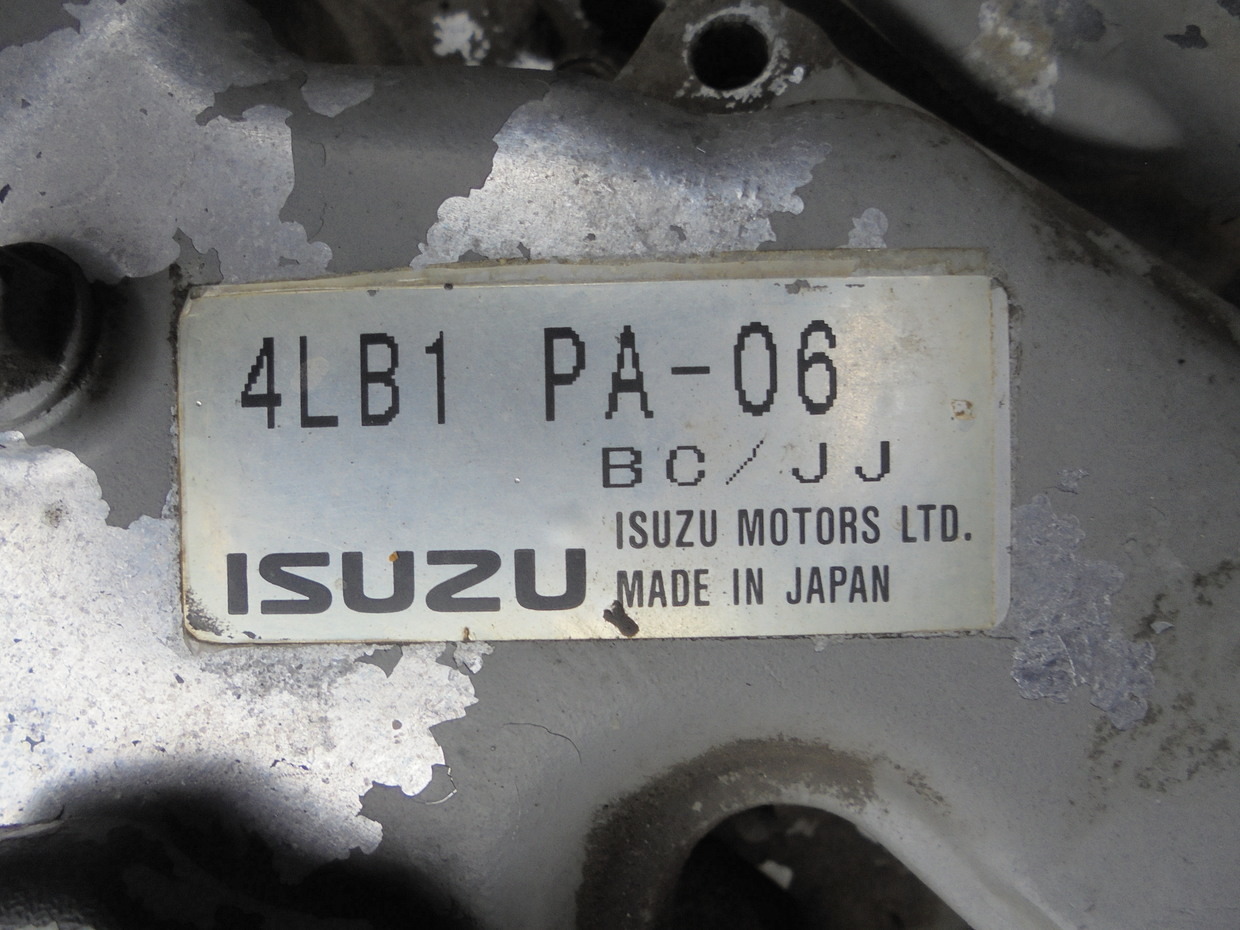 4LB1 PA-06
BC/JJ
ISUZU MOTORS LTD.
ISUZU MADE IN JAPAN